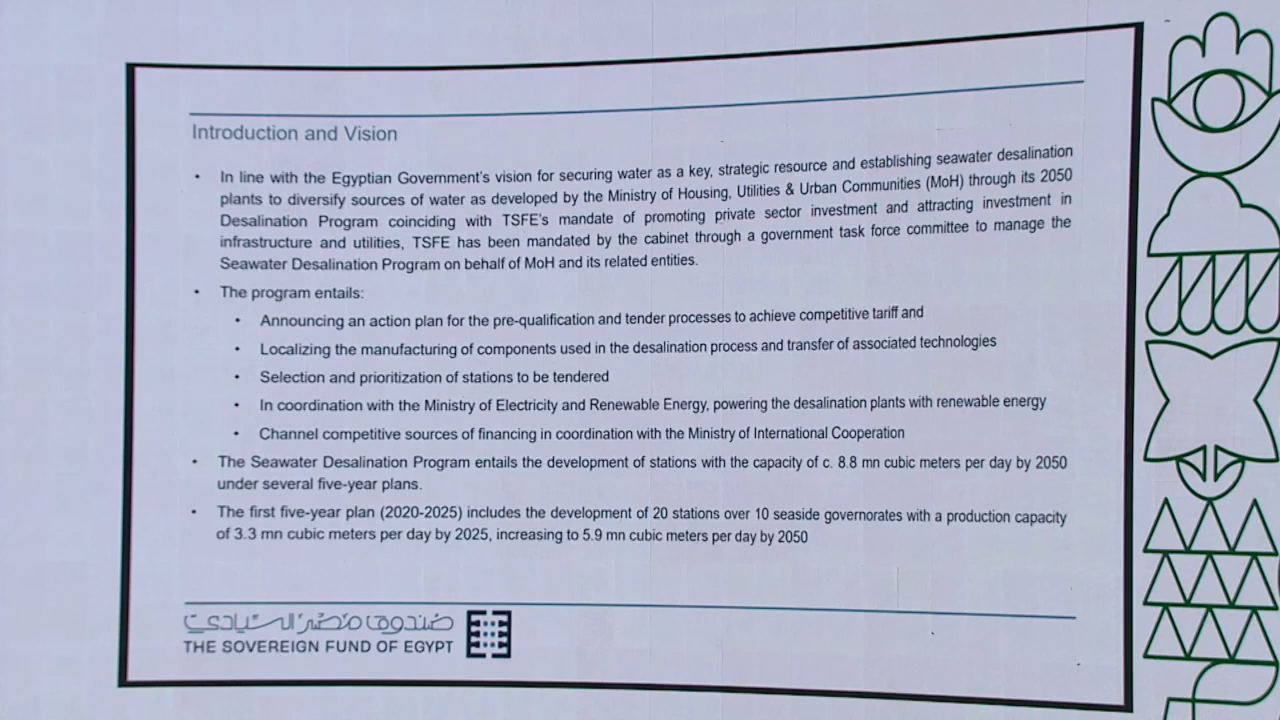 Introduction and Vision
• In line with the Egyptian Government's vision for securing water as a key, strategic resource and establishing seawater desalination
plants to diversify sources of water as developed by the Ministry of Housing, Utilities & Urban Communities (MoH) through its 2050
Desalination Program coinciding with TSFE's mandate of promoting private sector investment and attracting investment in
infrastructure and utilities, TSFE has been mandated by the cabinet through a government task force committee to manage the
Seawater Desalination Program on behalf of MoH and its related entities.
• The program entails:
• Announcing an action plan for the pre-qualification and tender processes to achieve competitive tariff and
• Localizing the manufacturing of components used in the desalination process and transfer of associated technologies
• Selection and prioritization of stations to be tendered
• In coordination with the Ministry of Electricity and Renewable Energy, powering the desalination plants with renewable energy
• Channel competitive sources of financing in coordination with the Ministry of International Cooperation
• The Seawater Desalination Program entails the development of stations with the capacity of c. 8.8 mn cubic meters per day by 2050
under several five-year plans.
• The first five-year plan (2020-2025) includes the development of 20 stations over 10 seaside governorates with a production capacity
of 3.3 mn cubic meters per day by 2025, increasing to 5.9 mn cubic meters per day by 2050
صندوق مصر السيادي
THE SOVEREIGN FUND OF EGYPT